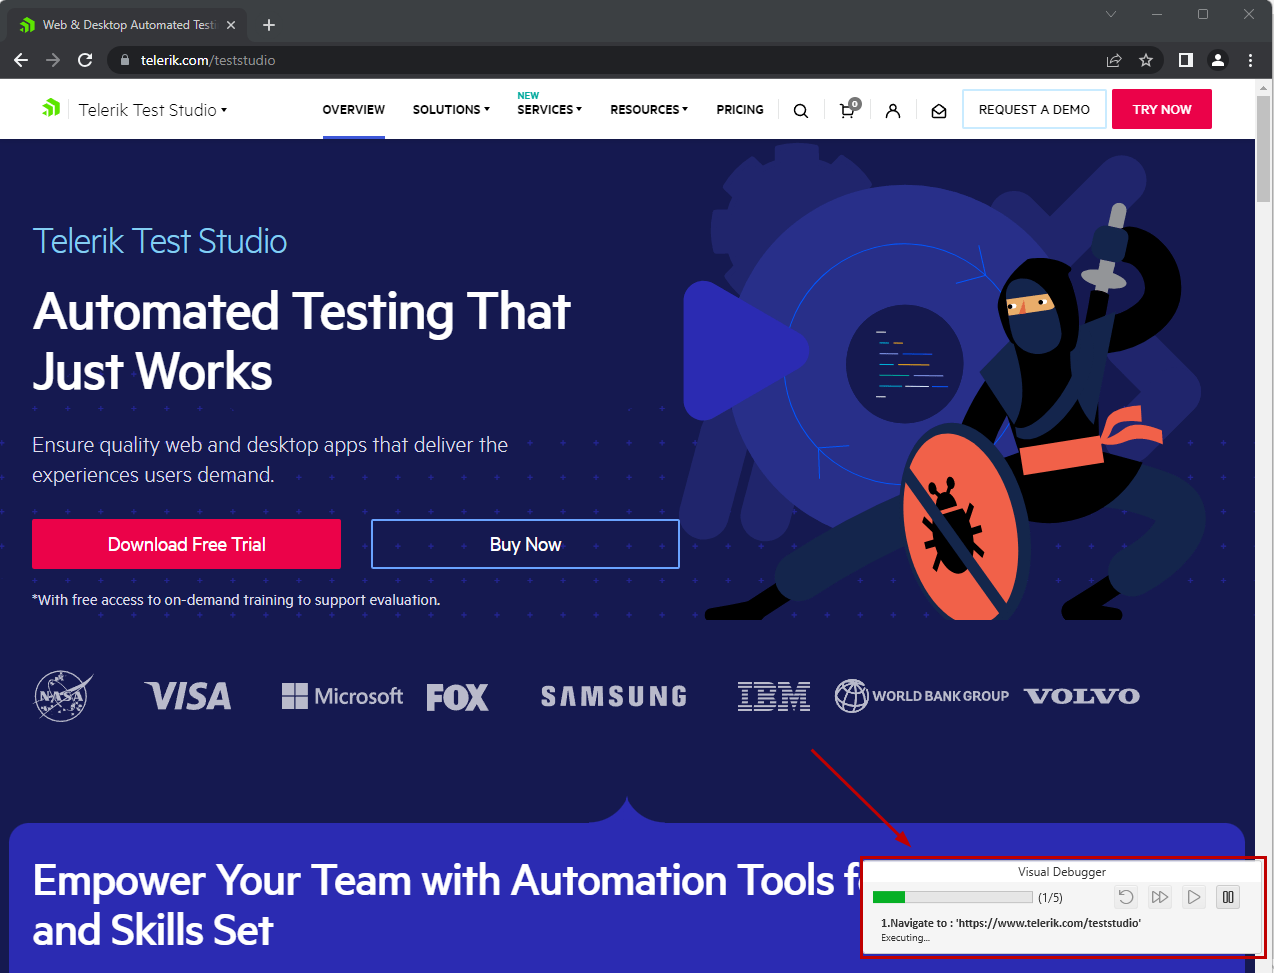 Web & Desktop Automated Testi
telerik.com/teststudio
Telerik Test Studio
OVERVIEW
SOLUTIONS
NEW
SERVICES
RESOURCES
PRICING
0
REQUEST A DEMO
TRY NOW
Telerik Test Studio
Automated Testing That
Just Works
Ensure quality web and desktop apps that deliver the
experiences users demand.
Download Free Trial
Buy Now
*With free access to on-demand training to support evaluation.
NASA
VISA
Microsoft
FOX
SAMSUNG
IBM
WORLD BANK GROUP
VOLVO
Empower Your Team with Automation Tools f
and Skills Set
Visual Debugger
(1/5)
1.Navigate to : 'https://www.telerik.com/teststudio'
Executing...